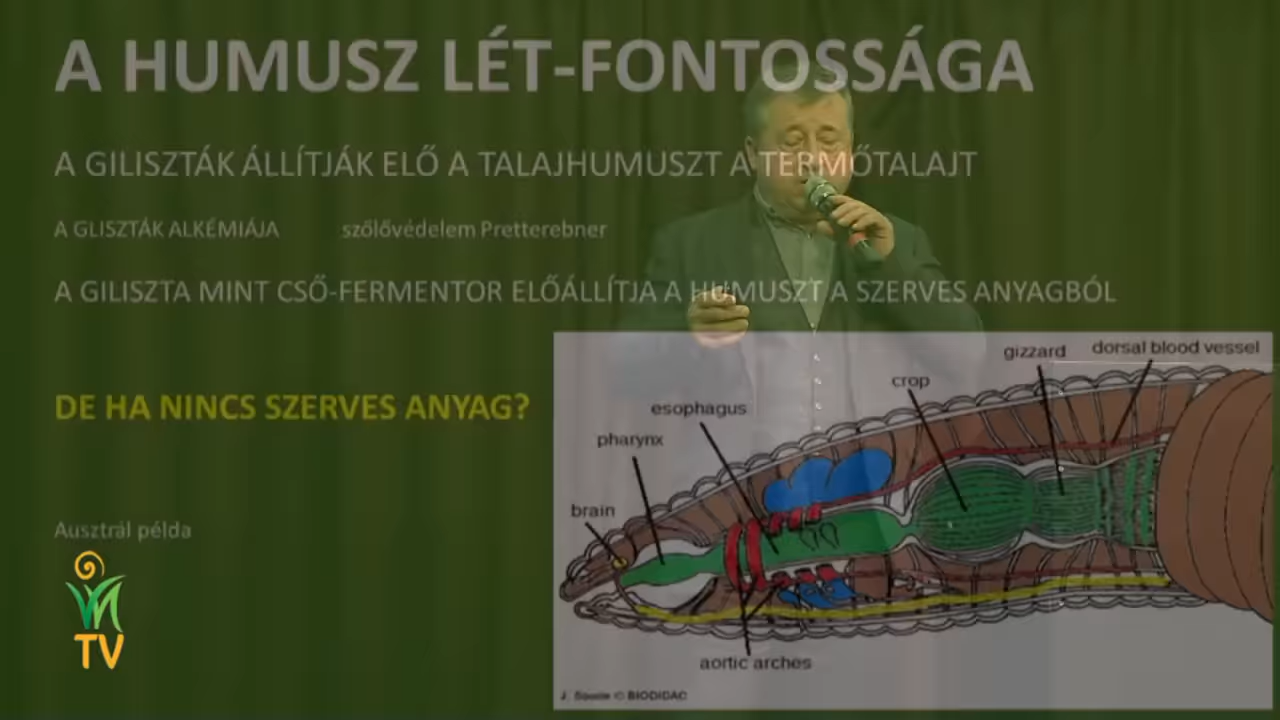 A HUMUSZ LÉT-FONTOSSÁGA
A GILISZTÁK ÁLLÍTJÁK ELŐ A TALAJHUMUSZT A TERMŐTALAJT
A GLISZTÁK ALKÉMIÁJA szőlővédelem Pretterebner
A GILISZTA MINT CSŐ-FERMENTOR ELŐÁLLÍTJA A HUMUSZT A SZERVES ANYAGBÓL
gizzard dorsal blood vessel
crop
DE HA NINCS SZERVES ANYAG?
esophagus
pharynx
brain
Ausztrál példa
TV
aortic arches
J. Soucie © BIODIDAC